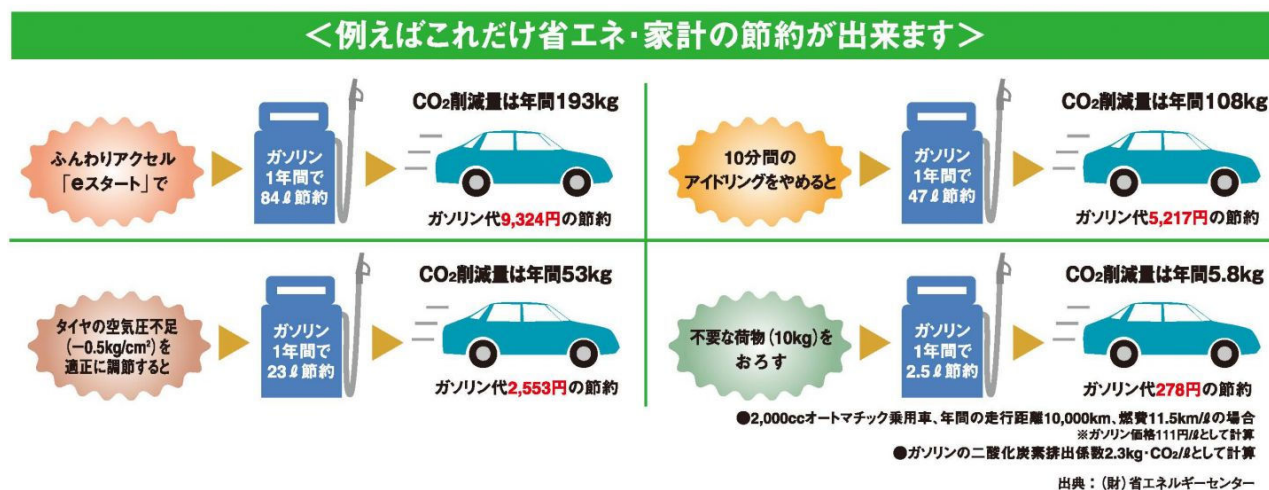 ＜例えばこれだけ省エネ・家計の節約が出来ます＞
ふんわりアクセル
「eスタート」で
ガソリン
1年間で
84ℓ節約
CO₂削減量は年間193kg
ガソリン代9,324円の節約
10分間の
アイドリングをやめると
ガソリン
1年間で
47ℓ節約
CO₂削減量は年間108kg
ガソリン代5,217円の節約
タイヤの空気圧不足
(－0.5kg/cm²)を
適正に調節すると
ガソリン
1年間で
23ℓ節約
CO₂削減量は年間53kg
ガソリン代2,553円の節約
不要な荷物(10kg)を
おろす
ガソリン
1年間で
2.5ℓ節約
CO₂削減量は年間5.8kg
ガソリン代278円の節約
●2,000ccオートマチック乗用車、年間の走行距離10,000km、燃費11.5km/ℓの場合
※ガソリン価格111円/ℓとして計算
●ガソリンの二酸化炭素排出係数2.3kg・CO₂/ℓとして計算
出典：(財)省エネルギーセンター